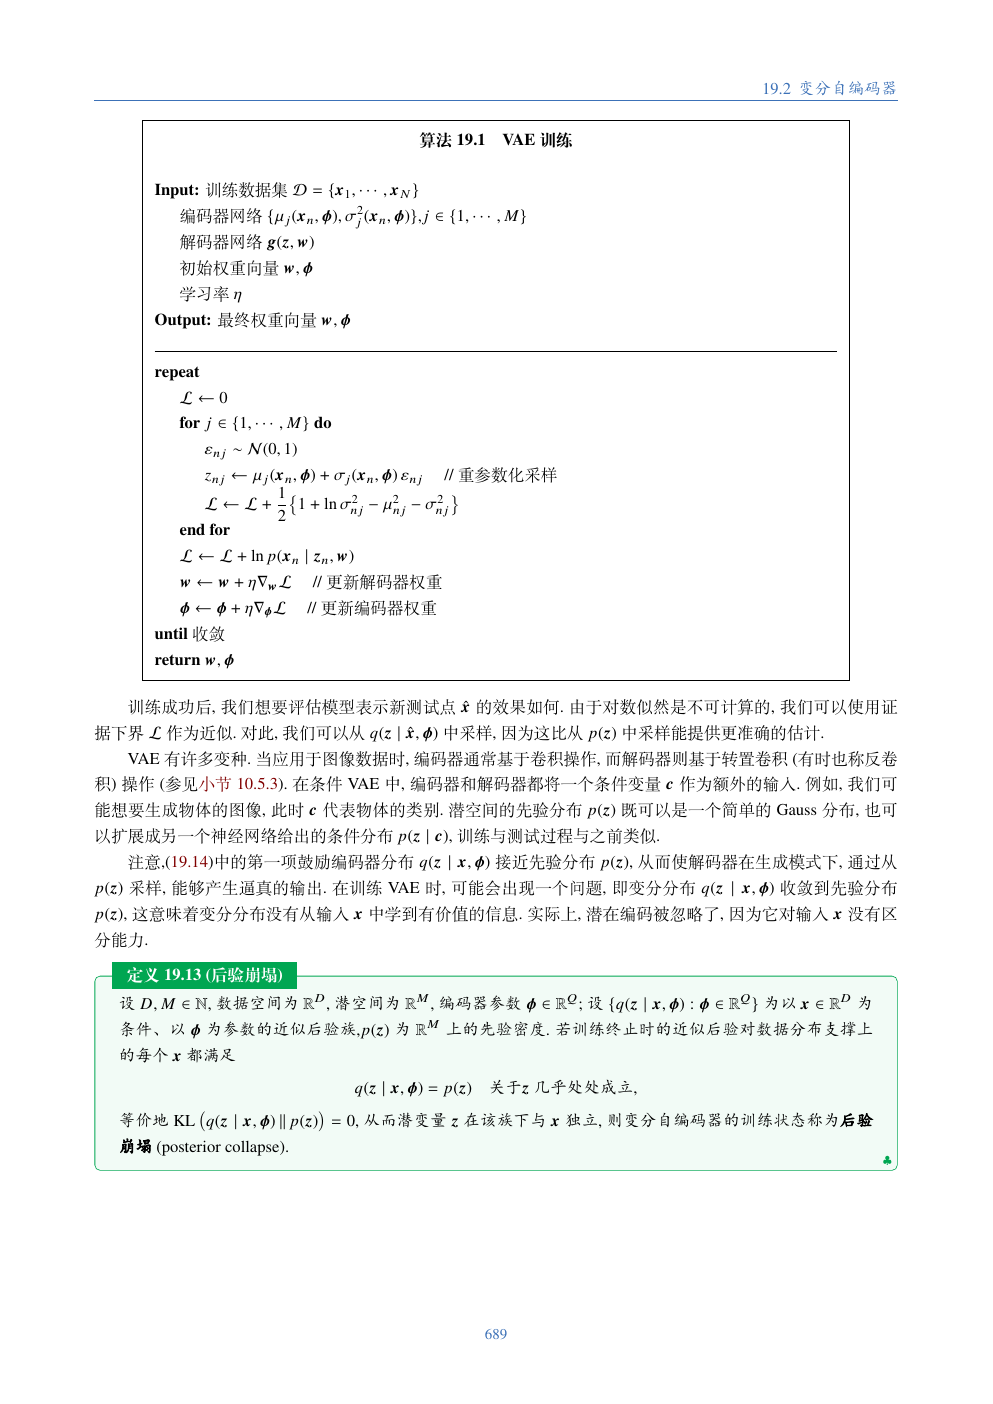 19.2 变分自编码器
算法 19.1 VAE 训练
Input: 训练数据集 𝒟 = {x₁, ⋯ , x_N}
编码器网络 {μ_j(x_n, ϕ), σ_j²(x_n, ϕ)}, j ∈ {1, ⋯ , M}
解码器网络 g(z, w)
初始权重向量 w, ϕ
学习率 η
Output: 最终权重向量 w, ϕ
repeat
ℒ ← 0
for j ∈ {1, ⋯ , M} do
ε_nj ∼ 𝒩(0, 1)
z_nj ← μ_j(x_n, ϕ) + σ_j(x_n, ϕ) ε_nj // 重参数化采样
ℒ ← ℒ + 1/2 {1 + ln σ²_nj − μ²_nj − σ²_nj}
end for
ℒ ← ℒ + ln p(x_n | z_n, w)
w ← w + η∇_w ℒ // 更新解码器权重
ϕ ← ϕ + η∇_ϕ ℒ // 更新编码器权重
until 收敛
return w, ϕ
训练成功后, 我们想要评估模型表示新测试点 x̂ 的效果如何. 由于对数似然是不可计算的, 我们可以使用证
据下界 ℒ 作为近似. 对此, 我们可以从 q(z | x̂, ϕ) 中采样, 因为这比从 p(z) 中采样能提供更准确的估计.
VAE 有许多变种. 当应用于图像数据时, 编码器通常基于卷积操作, 而解码器则基于转置卷积 (有时也称反卷
积) 操作 (参见小节 10.5.3). 在条件 VAE 中, 编码器和解码器都将一个条件变量 c 作为额外的输入. 例如, 我们可
能想要生成物体的图像, 此时 c 代表物体的类别. 潜空间的先验分布 p(z) 既可以是一个简单的 Gauss 分布, 也可
以扩展成另一个神经网络给出的条件分布 p(z | c), 训练与测试过程与之前类似.
注意,(19.14)中的第一项鼓励编码器分布 q(z | x, ϕ) 接近先验分布 p(z), 从而使解码器在生成模式下, 通过从
p(z) 采样, 能够产生逼真的输出. 在训练 VAE 时, 可能会出现一个问题, 即变分分布 q(z | x, ϕ) 收敛到先验分布
p(z), 这意味着变分分布没有从输入 x 中学到有价值的信息. 实际上, 潜在编码被忽略了, 因为它对输入 x 没有区
分能力.
定义 19.13 (后验崩塌)
设 D, M ∈ ℕ, 数据空间为 ℝ^D, 潜空间为 ℝ^M, 编码器参数 ϕ ∈ ℝ^Q; 设 {q(z | x, ϕ) : ϕ ∈ ℝ^Q} 为以 x ∈ ℝ^D 为
条件、以 ϕ 为参数的近似后验族,p(z) 为 ℝ^M 上的先验密度. 若训练终止时的近似后验对数据分布支撑上
的每个 x 都满足
q(z | x, ϕ) = p(z) 关于z 几乎处处成立,
等价地 KL (q(z | x, ϕ) ∥ p(z)) = 0, 从而潜变量 z 在该族下与 x 独立, 则变分自编码器的训练状态称为后验
崩塌 (posterior collapse).
♣
689